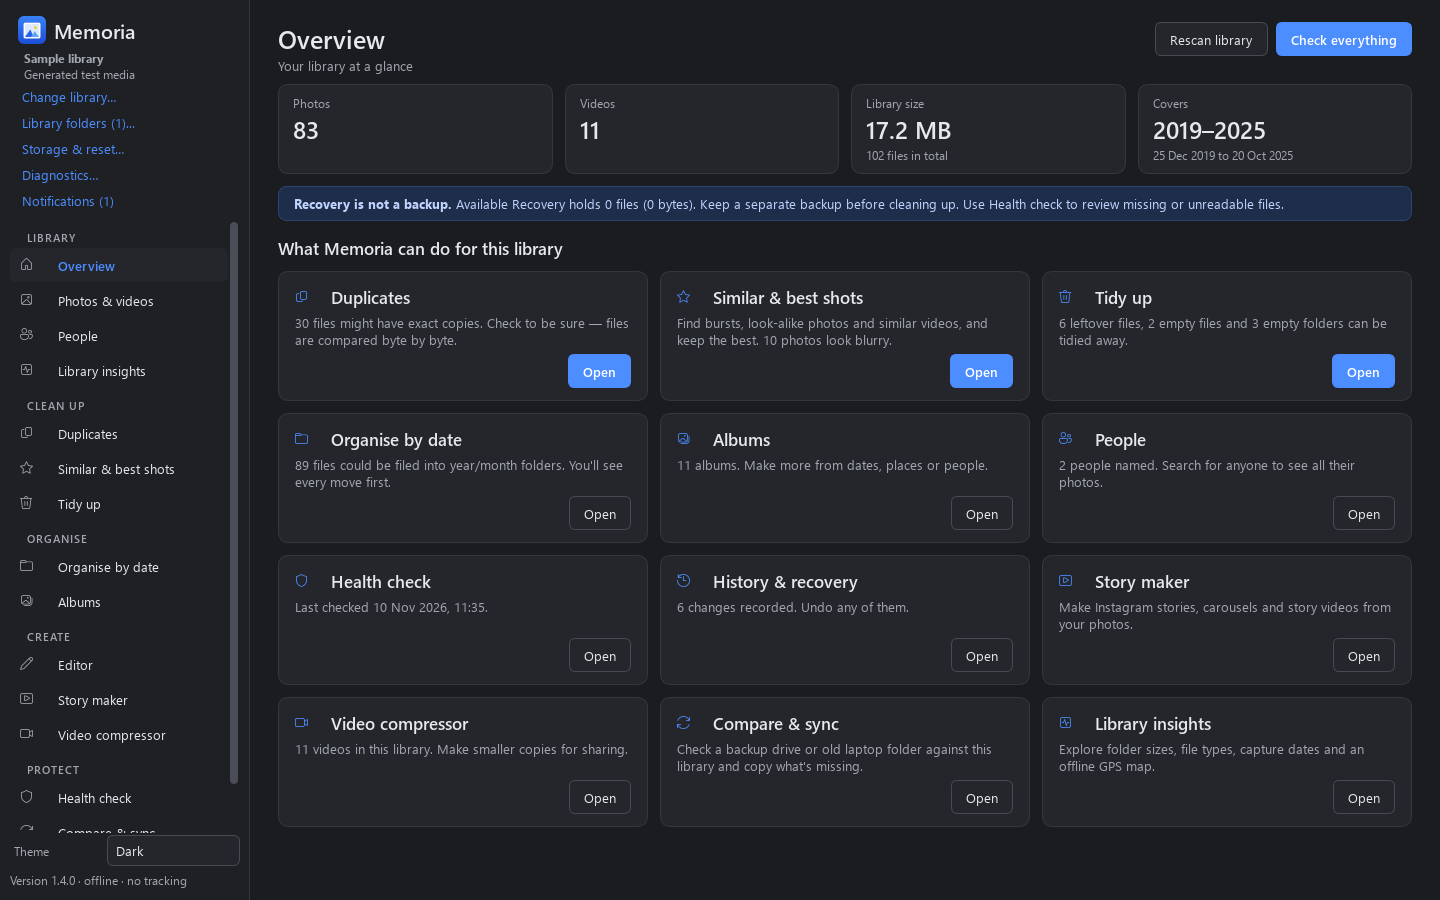 Memoria
Sample library
Generated test media
Change library...
Library folders (1)...
Storage & reset...
Diagnostics...
Notifications (1)
LIBRARY
Overview
Photos & videos
People
Library insights
CLEAN UP
Duplicates
Similar & best shots
Tidy up
ORGANISE
Organise by date
Albums
CREATE
Editor
Story maker
Video compressor
PROTECT
Health check
Compare & sync
Theme
Dark
Version 1.4.0 · offline · no tracking
Overview
Your library at a glance
Rescan library
Check everything
Photos
83
Videos
11
Library size
17.2 MB
102 files in total
Covers
2019–2025
25 Dec 2019 to 20 Oct 2025
Recovery is not a backup. Available Recovery holds 0 files (0 bytes). Keep a separate backup before cleaning up. Use Health check to review missing or unreadable files.
What Memoria can do for this library
Duplicates
30 files might have exact copies. Check to be sure — files
are compared byte by byte.
Open
Similar & best shots
Find bursts, look-alike photos and similar videos, and
keep the best. 10 photos look blurry.
Open
Tidy up
6 leftover files, 2 empty files and 3 empty folders can be
tidied away.
Open
Organise by date
89 files could be filed into year/month folders. You'll see
every move first.
Open
Albums
11 albums. Make more from dates, places or people.
Open
People
2 people named. Search for anyone to see all their
photos.
Open
Health check
Last checked 10 Nov 2026, 11:35.
Open
History & recovery
6 changes recorded. Undo any of them.
Open
Story maker
Make Instagram stories, carousels and story videos from
your photos.
Open
Video compressor
11 videos in this library. Make smaller copies for sharing.
Open
Compare & sync
Check a backup drive or old laptop folder against this
library and copy what's missing.
Open
Library insights
Explore folder sizes, file types, capture dates and an
offline GPS map.
Open